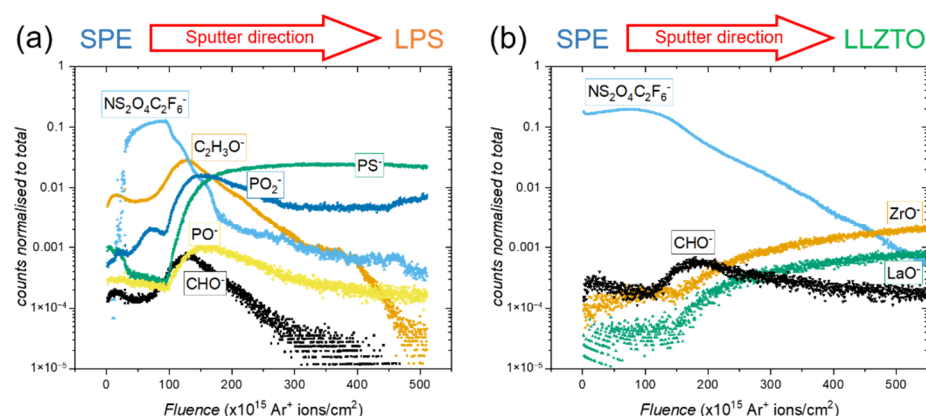 (a) SPE Sputter direction LPS
1
0.1
0.01
0.001
1×10⁻⁴
1×10⁻⁵
counts normalised to total
NS₂O₄C₂F₆⁻
C₂H₃O⁻
PS⁻
PO₂⁻
PO⁻
CHO⁻
0 100 200 300 400 500
Fluence (x10¹⁵ Ar⁺ ions/cm²)
(b) SPE Sputter direction LLZTO
1
0.1
0.01
0.001
1×10⁻⁴
1×10⁻⁵
counts normalised to total
NS₂O₄C₂F₆⁻
ZrO⁻
CHO⁻
LaO⁻
0 100 200 300 400 500
Fluence (x10¹⁵ Ar⁺ ions/cm²)